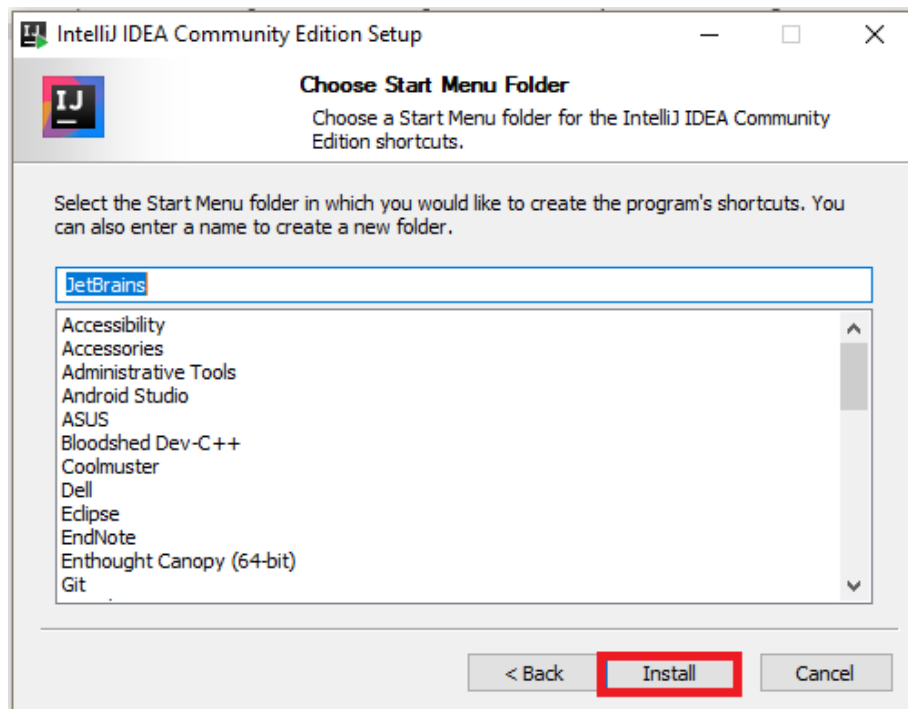 IntelliJ IDEA Community Edition Setup
IJ
Choose Start Menu Folder
Choose a Start Menu folder for the IntelliJ IDEA Community
Edition shortcuts.
Select the Start Menu folder in which you would like to create the program's shortcuts. You
can also enter a name to create a new folder.
JetBrains
Accessibility
Accessories
Administrative Tools
Android Studio
ASUS
Bloodshed Dev-C++
Coolmuster
Dell
Eclipse
EndNote
Enthought Canopy (64-bit)
Git
< Back
Install
Cancel